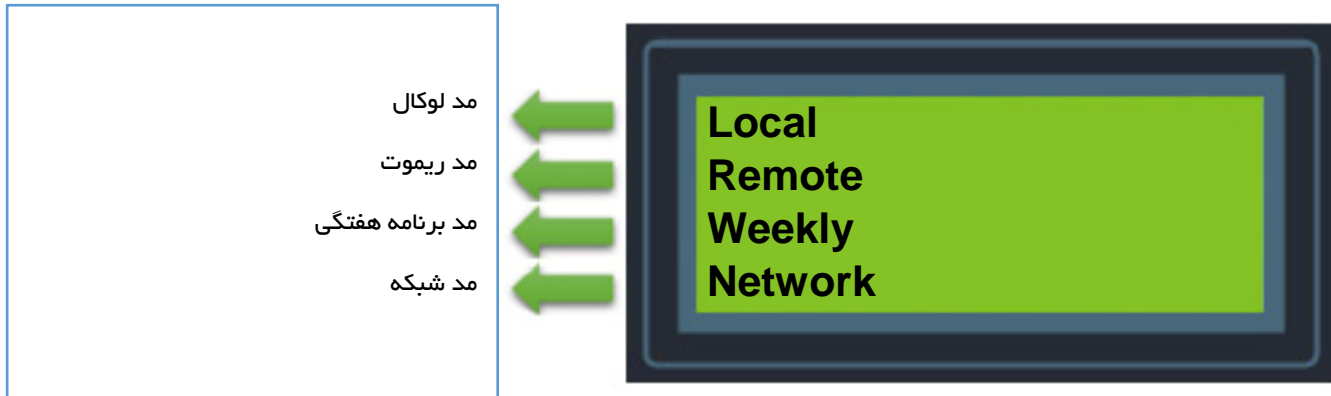 مد لوکال
مد ریموت
مد برنامه هفتگی
مد شبکه
Local
Remote
Weekly
Network